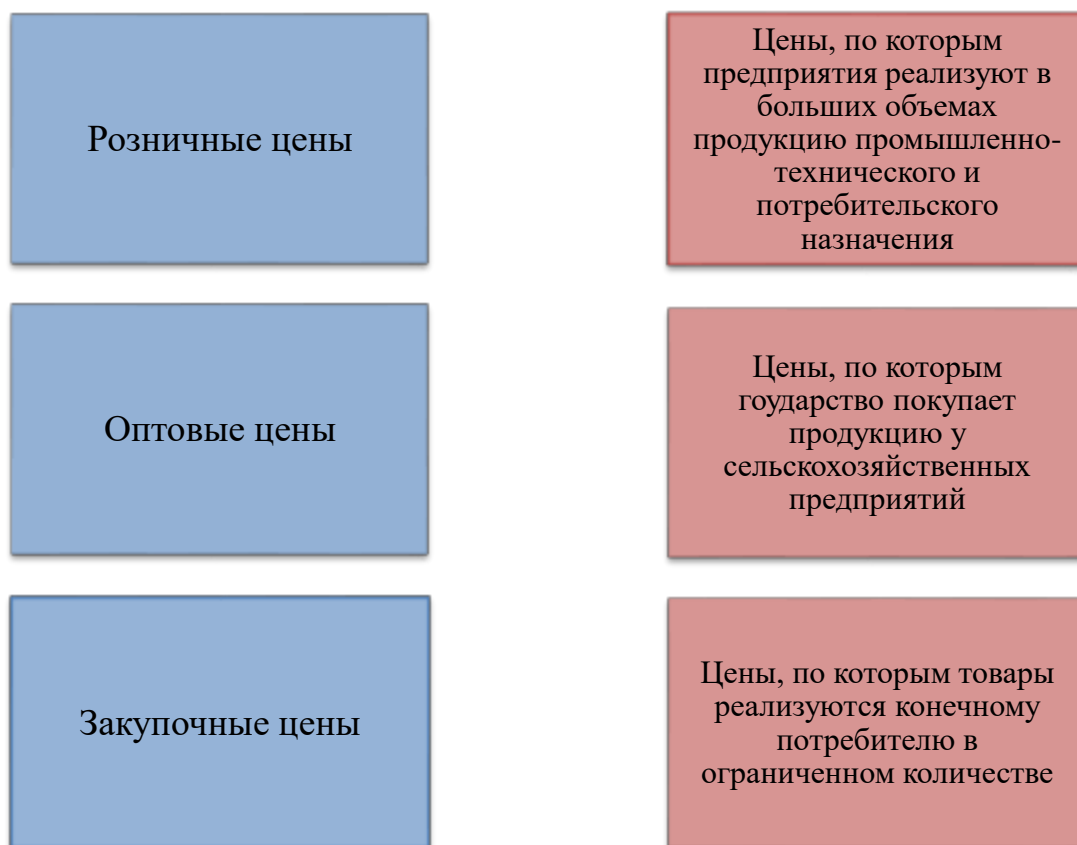 Розничные цены
Цены, по которым
предприятия реализуют в
больших объемах
продукцию промышленно-
технического и
потребительского
назначения
Оптовые цены
Цены, по которым
гоударство покупает
продукцию у
сельскохозяйственных
предприятий
Закупочные цены
Цены, по которым товары
реализуются конечному
потребителю в
ограниченном количестве